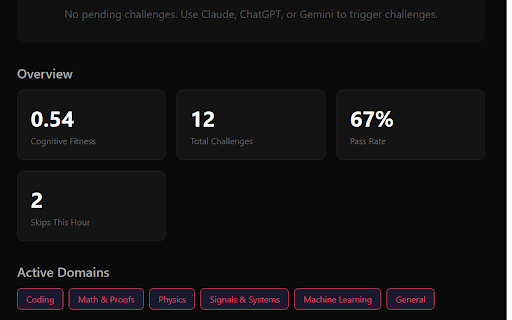 No pending challenges. Use Claude, ChatGPT, or Gemini to trigger challenges.
Overview
0.54
Cognitive Fitness
12
Total Challenges
67%
Pass Rate
2
Skips This Hour
Active Domains
Coding Math & Proofs Physics Signals & Systems Machine Learning General